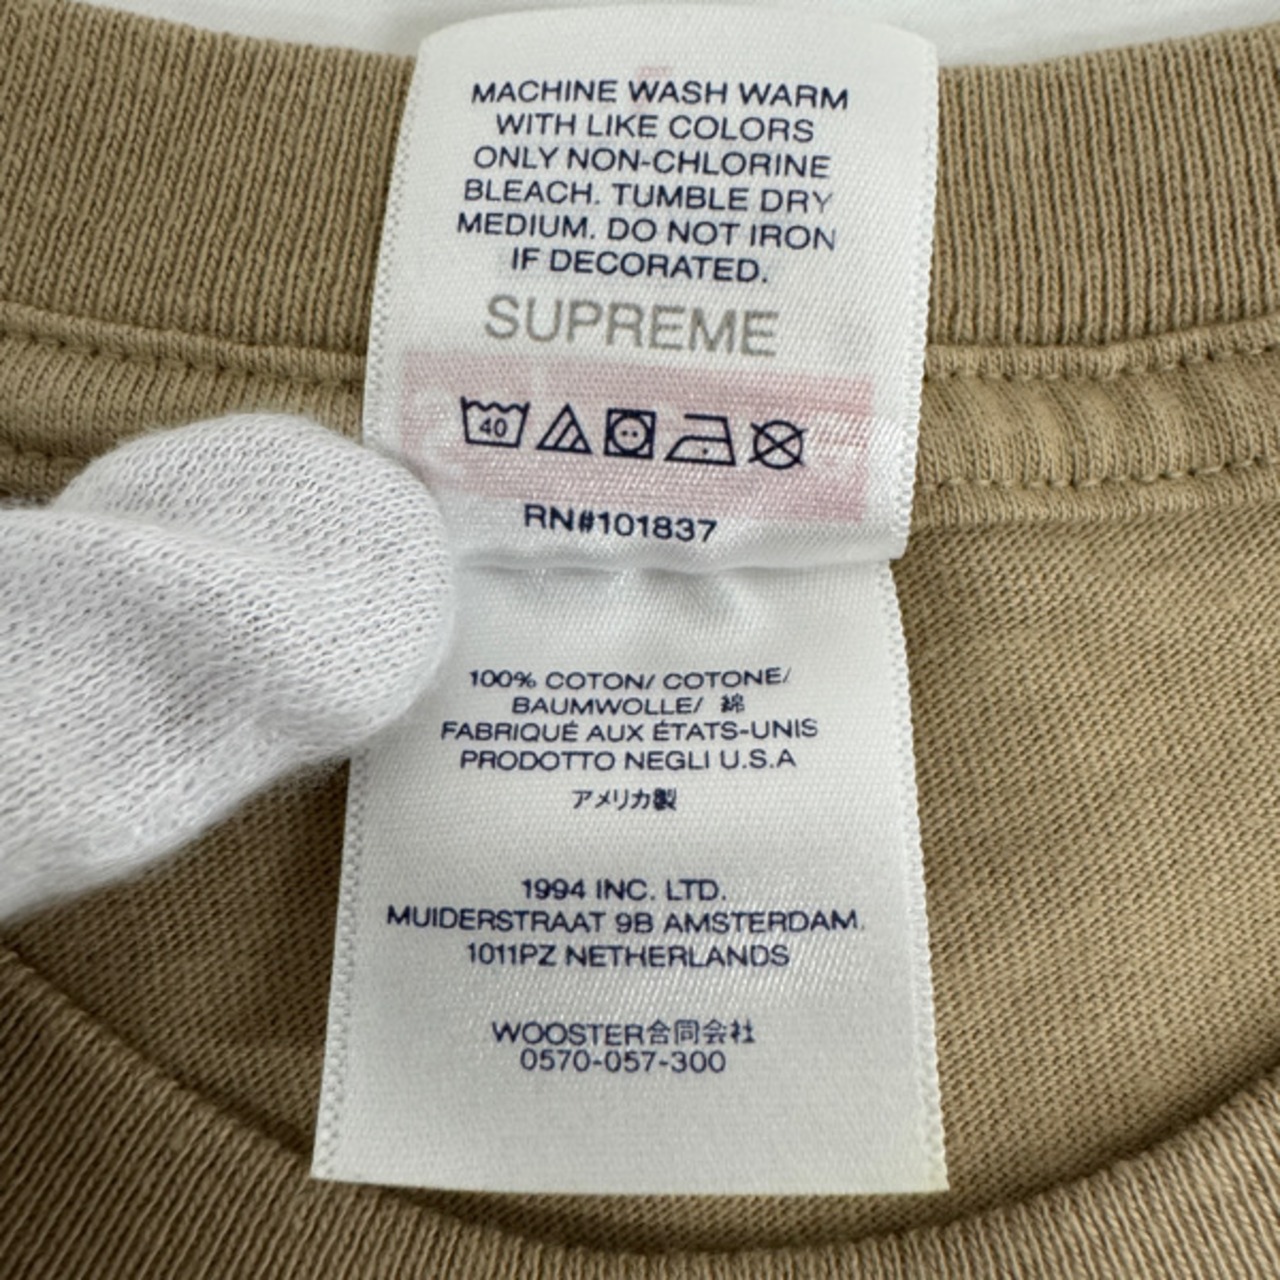 MACHINE WASH WARM
WITH LIKE COLORS
ONLY NON-CHLORINE
BLEACH. TUMBLE DRY
MEDIUM. DO NOT IRON
IF DECORATED.
SUPREME
40
RN#101837
100% COTON/ COTONE/
BAUMWOLLE/ 綿
FABRIQUÉ AUX ÉTATS-UNIS
PRODOTTO NEGLI U.S.A
アメリカ製
1994 INC. LTD.
MUIDERSTRAAT 9B AMSTERDAM.
1011PZ NETHERLANDS
WOOSTER合同会社
0570-057-300